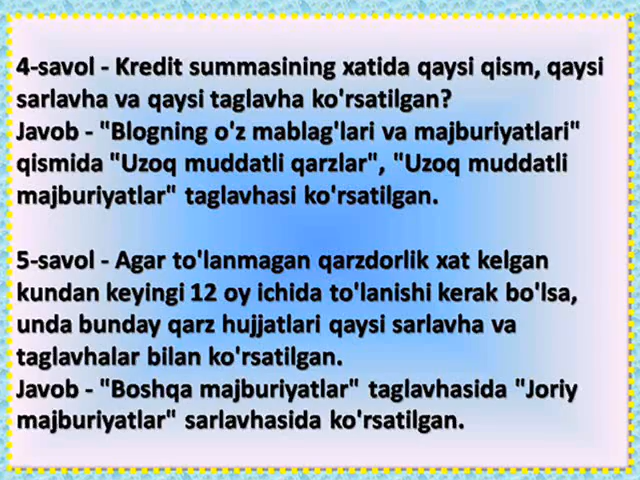 4-savol - Kredit summasining xatida qaysi qism, qaysi
sarlavha va qaysi taglavha ko'rsatilgan?
Javob - "Blogning o'z mablag'lari va majburiyatlari"
qismida "Uzoq muddatli qarzlar", "Uzoq muddatli
majburiyatlar" taglavhasi ko'rsatilgan.
5-savol - Agar to'lanmagan qarzdorlik xat kelgan
kundan keyingi 12 oy ichida to'lanishi kerak bo'lsa,
unda bunday qarz hujjatlari qaysi sarlavha va
taglavhalar bilan ko'rsatilgan.
Javob - "Boshqa majburiyatlar" taglavhasida "Joriy
majburiyatlar" sarlavhasida ko'rsatilgan.